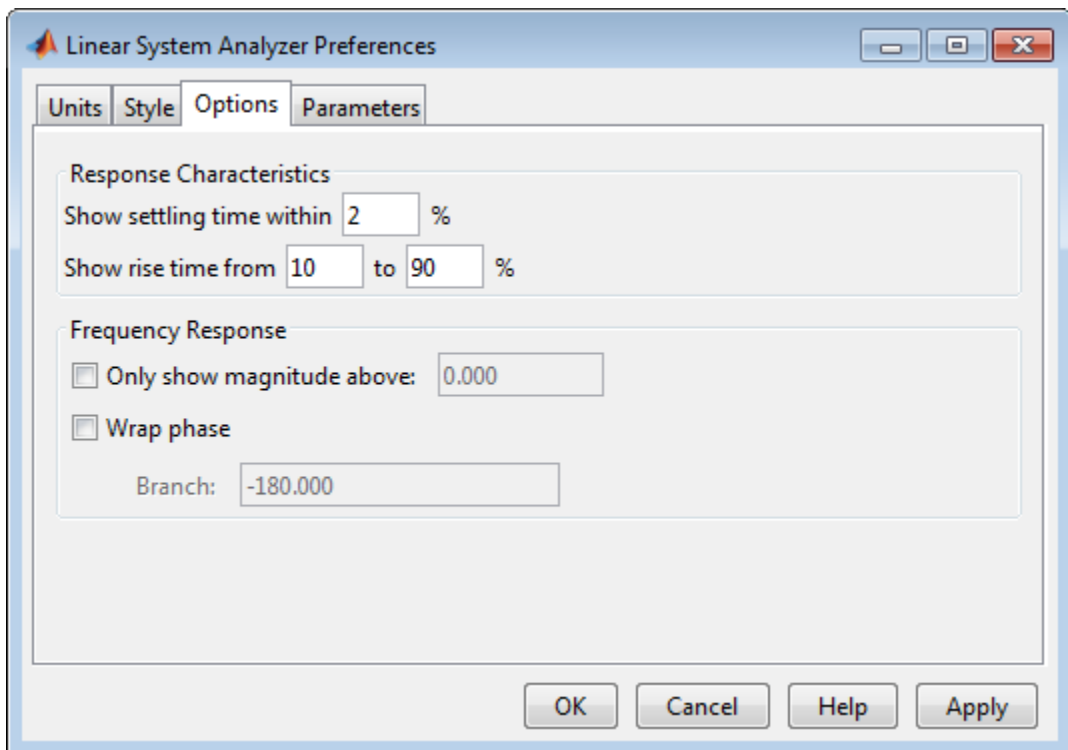 Linear System Analyzer Preferences
Units Style Options Parameters
Response Characteristics
Show settling time within 2 %
Show rise time from 10 to 90 %
Frequency Response
Only show magnitude above: 0.000
Wrap phase
Branch: -180.000
OK Cancel Help Apply